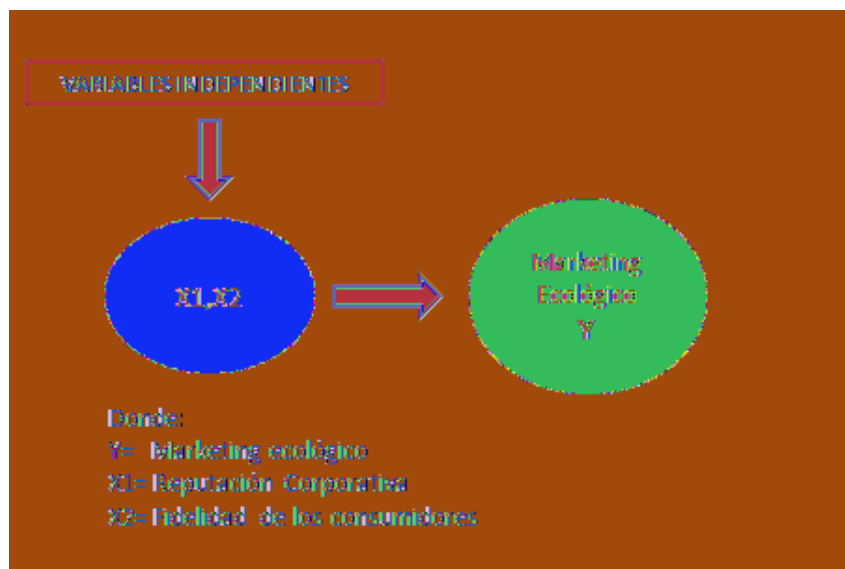 VARIABLES INDEPENDIENTES
X1,X2
Marketing
Ecológico
Y
Donde:
Y= Marketing ecológico
X1= Reputación Corporativa
X2= Fidelidad de los consumidores